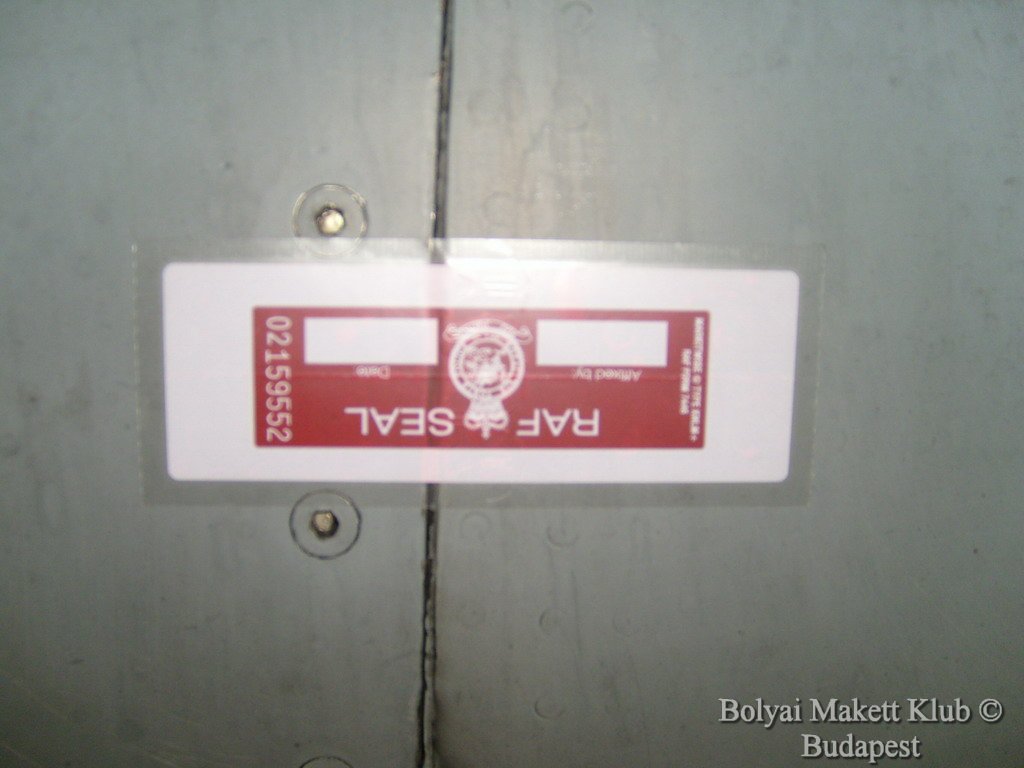 RAF SEAL
Affixed by:
Date
02159552
Bolyai Makett Klub ©
Budapest